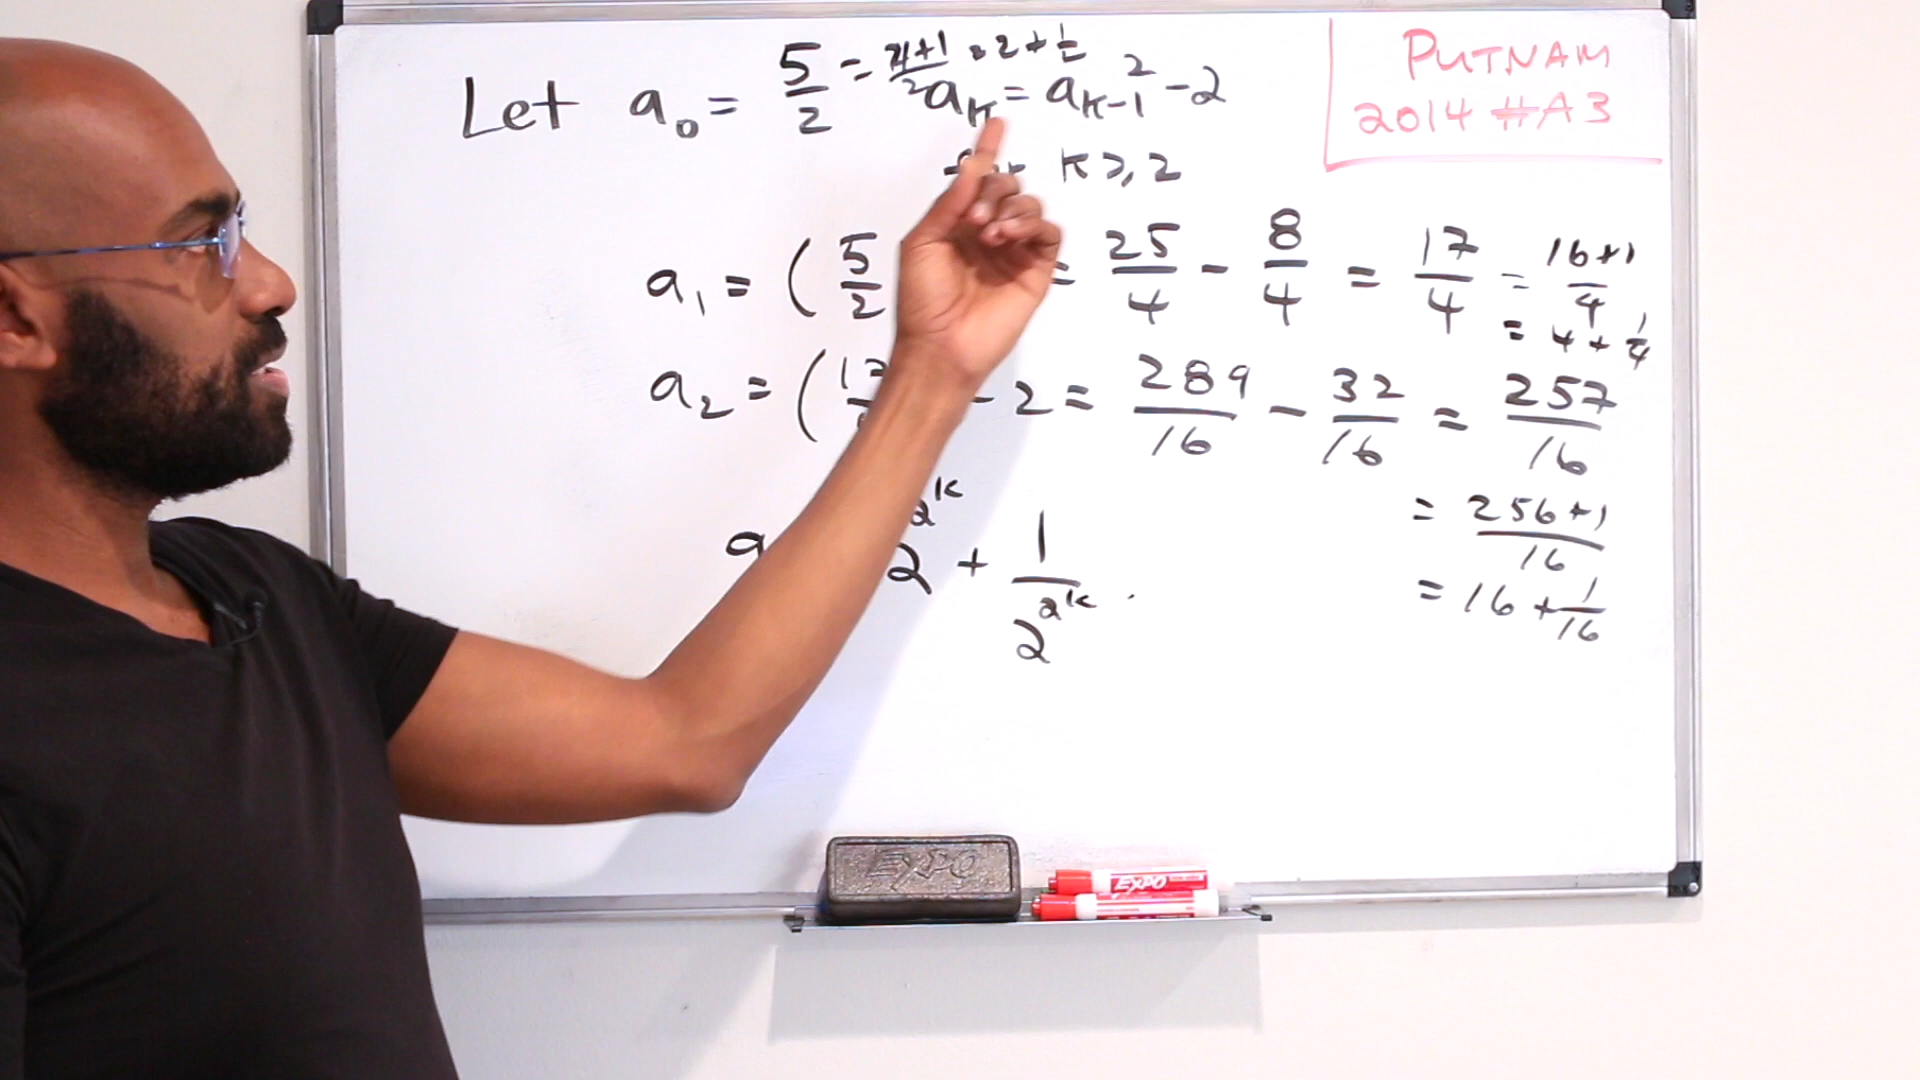 Let a₀ = 5/2 = (4+1)/2 = 2 + 1/2 aₖ = aₖ₋₁² - 2
k ≥ 2
PUTNAM
2014 #A3
a₁ = (5/2 = 25/4 - 8/4 = 17/4 = (16+1)/4
= 4 + 1/4
a₂ = ( - 2 = 289/16 - 32/16 = 257/16
= (256+1)/16
= 16 + 1/16
a 2^(2^k) + 1/2^(2^k) .
EXPO
EXPO